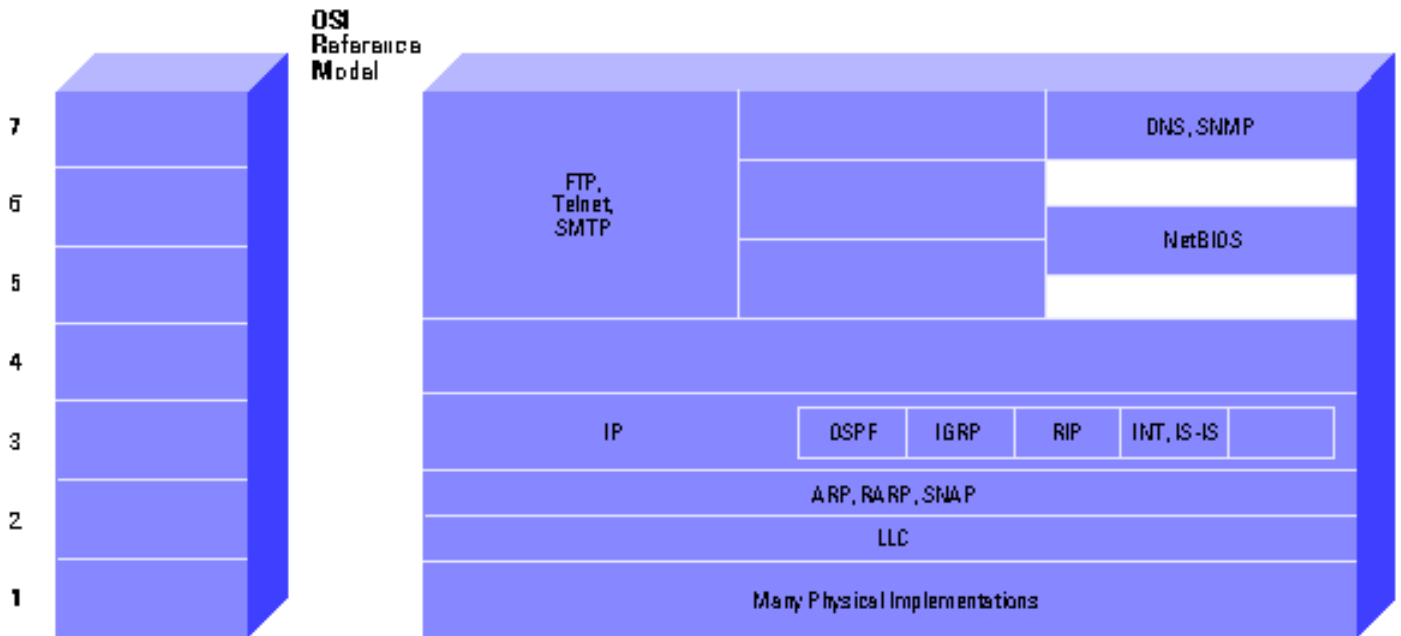 OSI
Reference
Model
7
6
5
4
3
2
1
FTP,
Telnet,
SMTP
DNS, SNMP
NetBIOS
IP
OSPF
IGRP
RIP
INT, IS-IS
ARP, RARP, SNAP
LLC
Many Physical Implementations